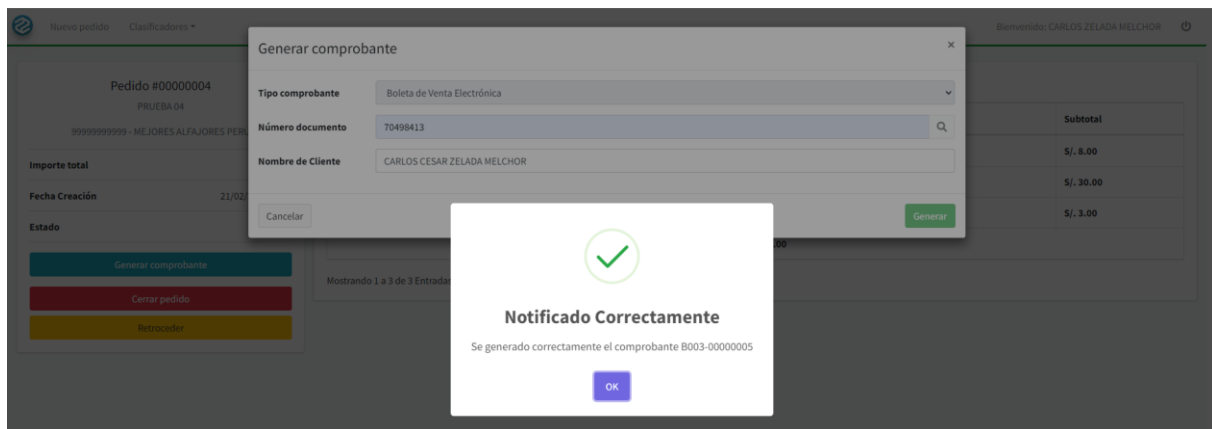 Nuevo pedido Clasificadores Bienvenido: CARLOS ZELADA MELCHOR
Generar comprobante ×
Pedido #00000004
PRUEBA 04
99999999999 - MEJORES ALFAJORES PERU
Importe total
Fecha Creación 21/02/
Estado
Generar comprobante
Cerrar pedido
Retroceder
Tipo comprobante Boleta de Venta Electrónica
Número documento 70498413
Nombre de Cliente CARLOS CESAR ZELADA MELCHOR
Cancelar Generar
Subtotal
S/. 8.00
S/. 30.00
S/. 3.00
.00
Mostrando 1 a 3 de 3 Entradas
Notificado Correctamente
Se generado correctamente el comprobante B003-00000005
OK